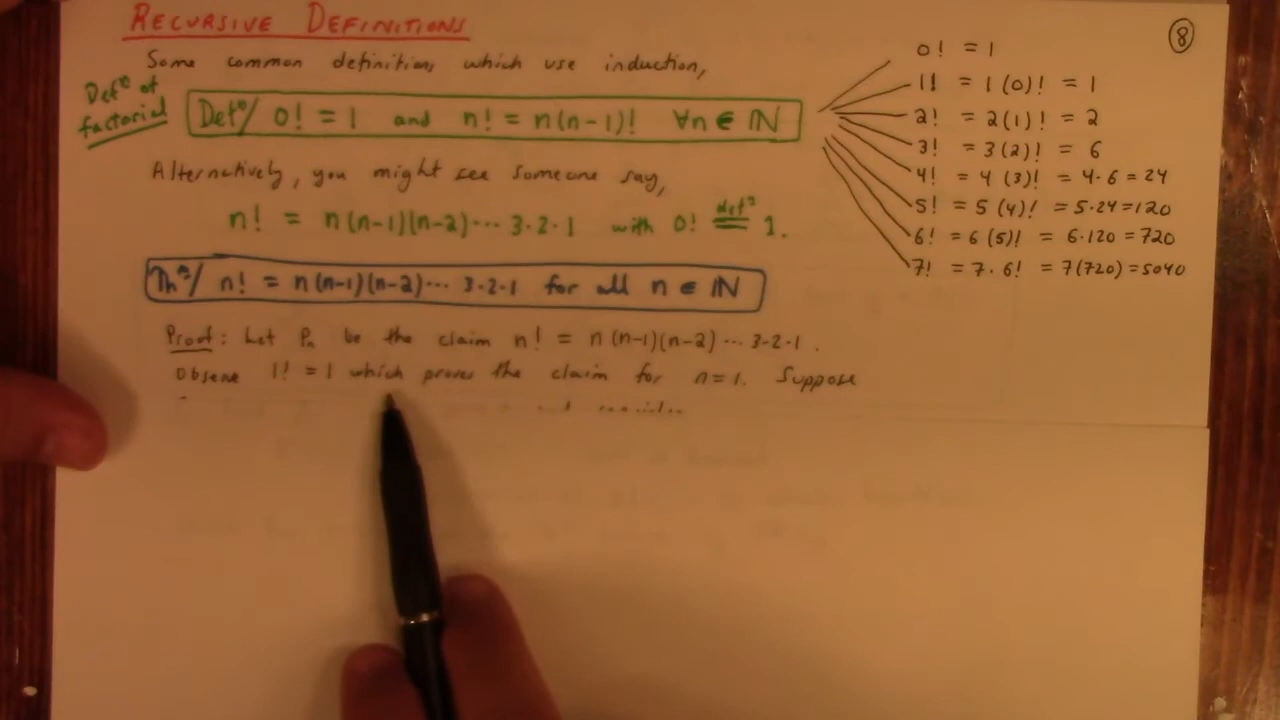 RECURSIVE DEFINITIONS
8
Some common definitions which use induction,
Defⁿ of
factorial
Defⁿ/ 0! = 1 and n! = n(n-1)! ∀n ∈ ℕ
0! = 1
1! = 1(0)! = 1
2! = 2(1)! = 2
3! = 3(2)! = 6
4! = 4(3)! = 4·6 = 24
5! = 5(4)! = 5·24 = 120
6! = 6(5)! = 6·120 = 720
7! = 7·6! = 7(720) = 5040
Alternatively, you might see someone say,
n! = n(n-1)(n-2)··· 3·2·1 with 0! defⁿ= 1.
Thᵐ/ n! = n(n-1)(n-2)··· 3·2·1 for all n ∈ ℕ
Proof: Let Pₙ be the claim n! = n(n-1)(n-2)··· 3·2·1.
Observe 1! = 1 which proves the claim for n=1. Suppose